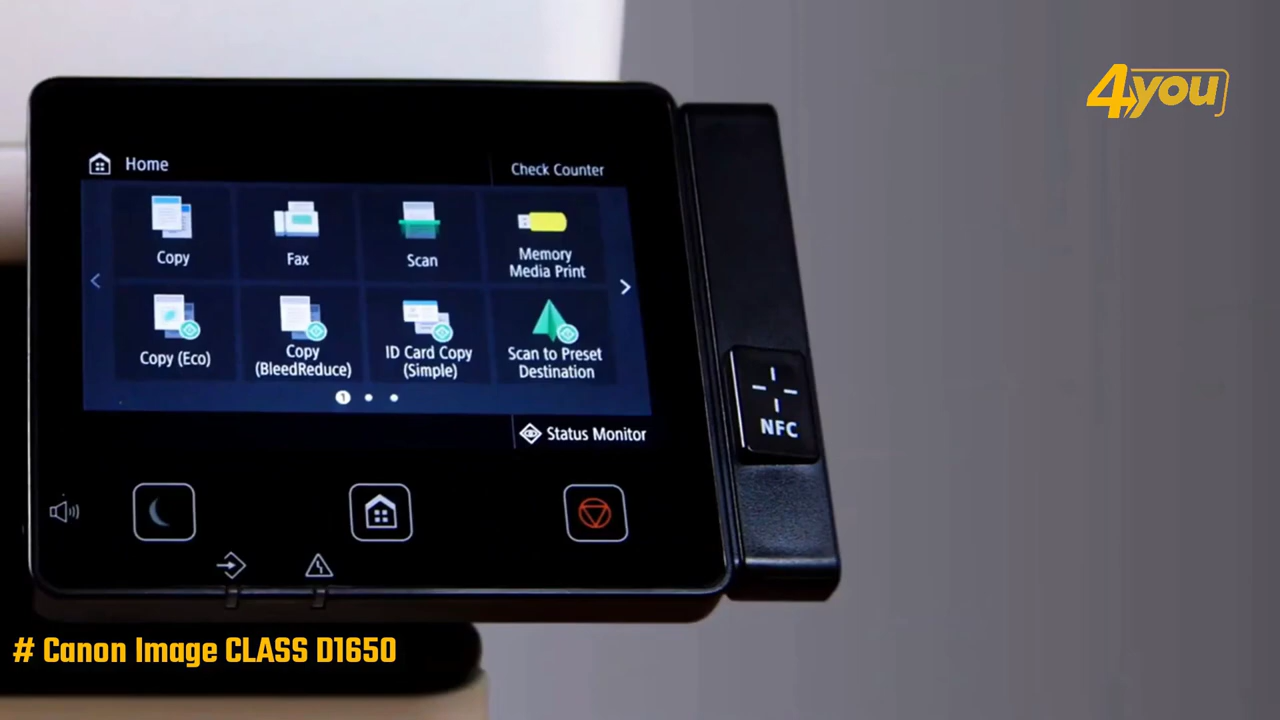 4you
Home
Check Counter
Copy
Fax
Scan
Memory
Media Print
Copy (Eco)
Copy
(BleedReduce)
ID Card Copy
(Simple)
Scan to Preset
Destination
1
Status Monitor
NFC
# Canon Image CLASS D1650